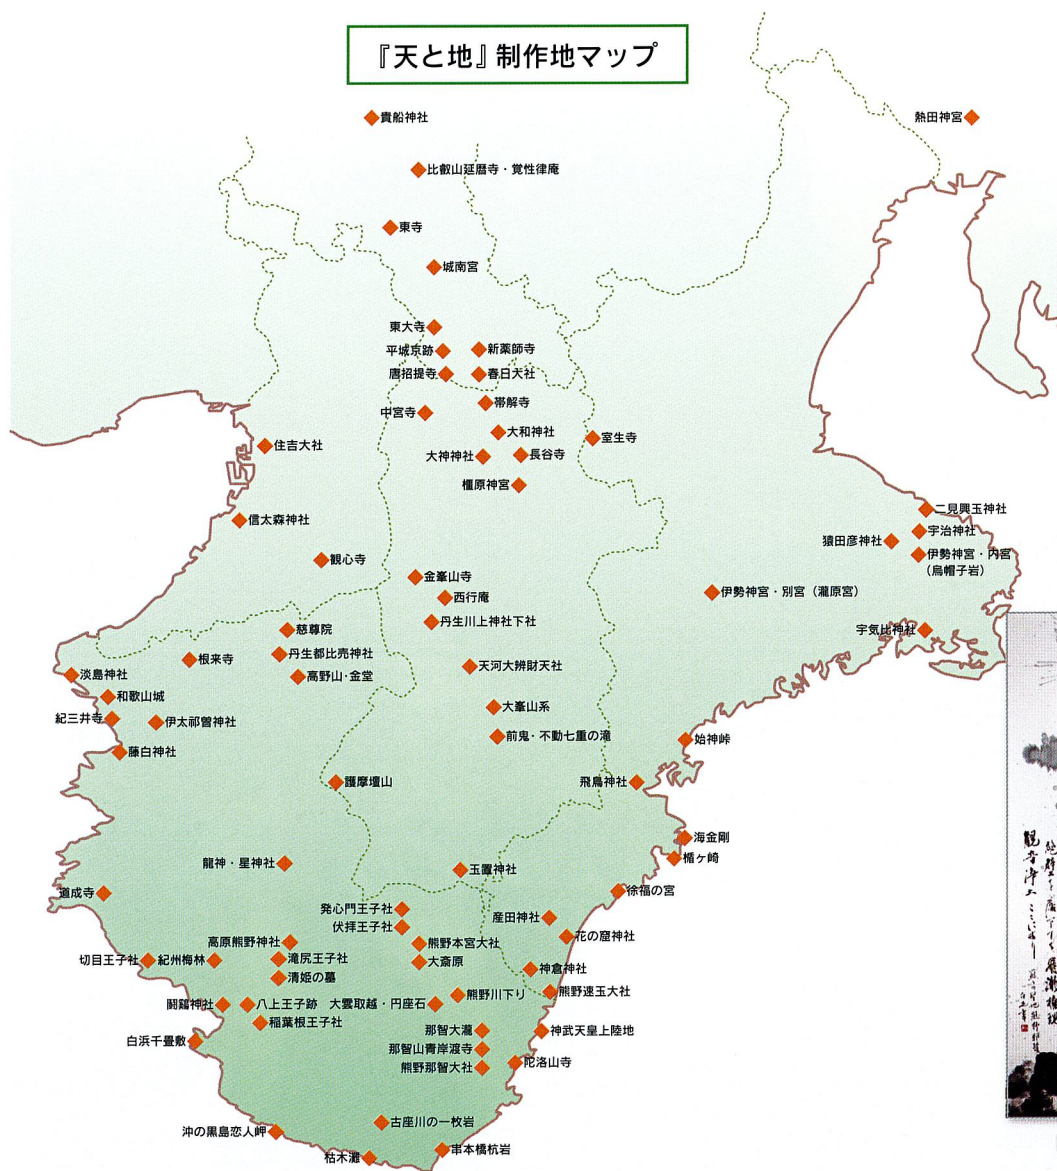 『天と地』制作地マップ
貴船神社
熱田神宮
比叡山延暦寺・覚性律庵
東寺
城南宮
東大寺
平城京跡
新薬師寺
唐招提寺
春日大社
帯解寺
中宮寺
大和神社
室生寺
住吉大社
大神神社
長谷寺
橿原神宮
信太森神社
二見興玉神社
宇治神社
猿田彦神社
伊勢神宮・内宮
(烏帽子岩)
観心寺
金峯山寺
西行庵
伊勢神宮・別宮(瀧原宮)
丹生川上神社下社
慈尊院
宇気比神社
丹生都比売神社
根来寺
天河大辨財天社
淡島神社
高野山・金堂
和歌山城
大峯山系
紀三井寺
伊太祁曽神社
前鬼・不動七重の滝
始神峠
藤白神社
護摩壇山
飛鳥神社
海金剛
楯ヶ崎
龍神・星神社
玉置神社
道成寺
徐福の宮
発心門王子社
産田神社
伏拝王子社
花の窟神社
高原熊野神社
熊野本宮大社
切目王子社
紀州梅林
滝尻王子社
大斎原
神倉神社
清姫の墓
熊野川下り
熊野速玉大社
闘鶏神社
八上王子跡
大雲取越・円座石
稲葉根王子社
那智大瀧
神武天皇上陸地
白浜千畳敷
那智山青岸渡寺
熊野那智大社
陀洛山寺
古座川の一枚岩
沖の黒島恋人岬
串本橋杭岩
枯木灘
観音浄土